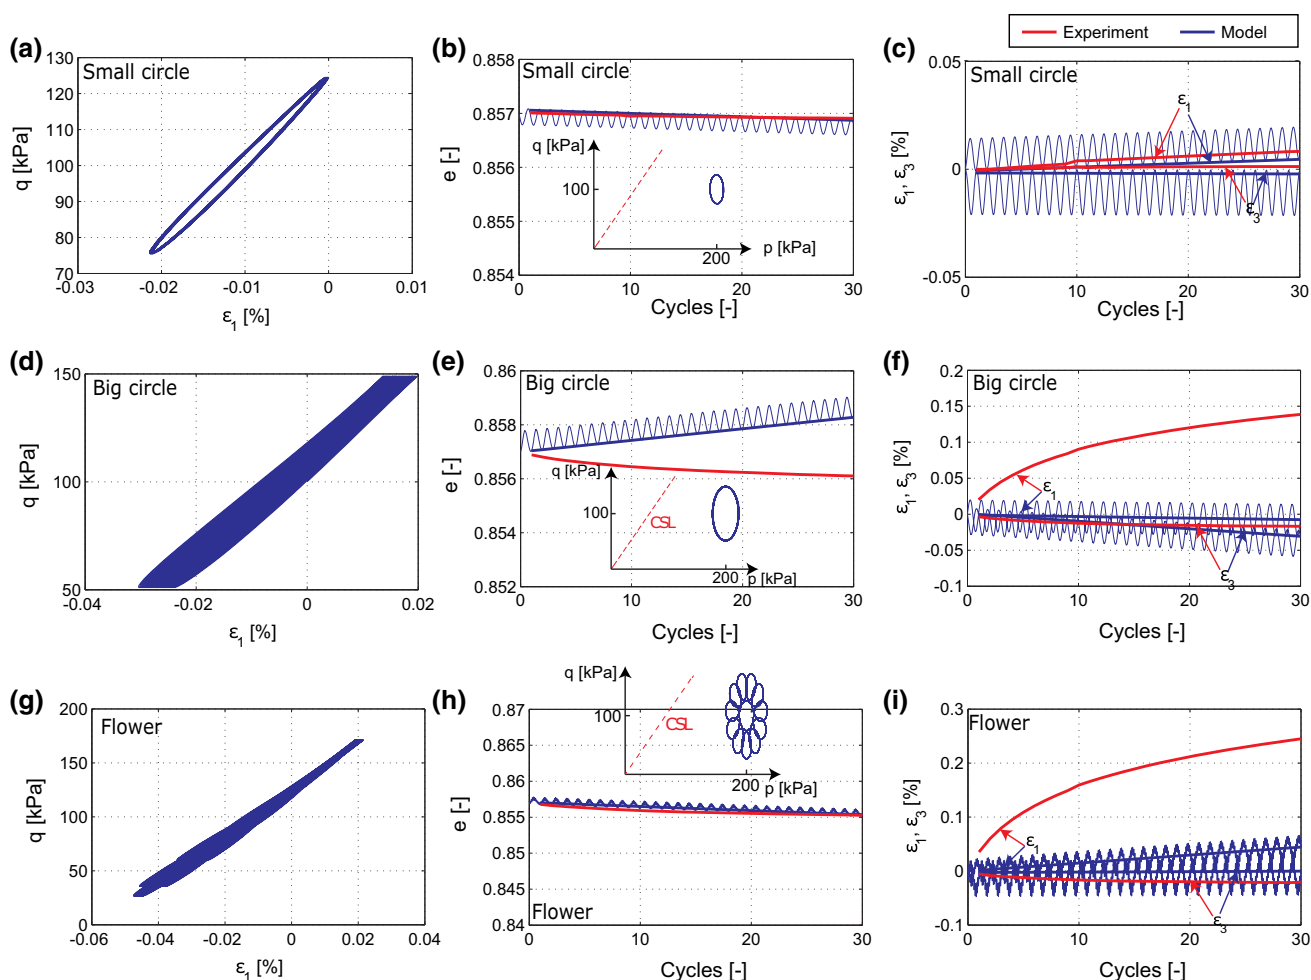 Experiment Model
(a)
Small circle
130
120
110
100
90
80
70
q [kPa]
-0.03 -0.02 -0.01 0 0.01
ε1 [%]
(b)
Small circle
0.858
0.857
0.856
0.855
0.854
e [-]
q [kPa]
100
200
p [kPa]
0 10 20 30
Cycles [-]
(c)
Small circle
0.05
0
-0.05
ε1, ε3 [%]
ε1
ε3
0 10 20 30
Cycles [-]
(d)
Big circle
150
100
50
q [kPa]
-0.04 -0.02 0 0.02
ε1 [%]
(e)
Big circle
0.86
0.858
0.856
0.854
0.852
e [-]
q [kPa]
100
CSL
200
p [kPa]
0 10 20 30
Cycles [-]
(f)
Big circle
0.2
0.15
0.1
0.05
0
-0.05
-0.1
ε1, ε3 [%]
ε1
ε3
0 10 20 30
Cycles [-]
(g)
Flower
200
150
100
50
0
q [kPa]
-0.06 -0.04 -0.02 0 0.02 0.04
ε1 [%]
(h)
q [kPa]
100
CSL
200
p [kPa]
0.87
0.865
0.86
0.855
0.85
0.845
0.84
e [-]
Flower
0 10 20 30
Cycles [-]
(i)
Flower
0.3
0.2
0.1
0
-0.1
ε1, ε3 [%]
ε1
ε3
0 10 20 30
Cycles [-]